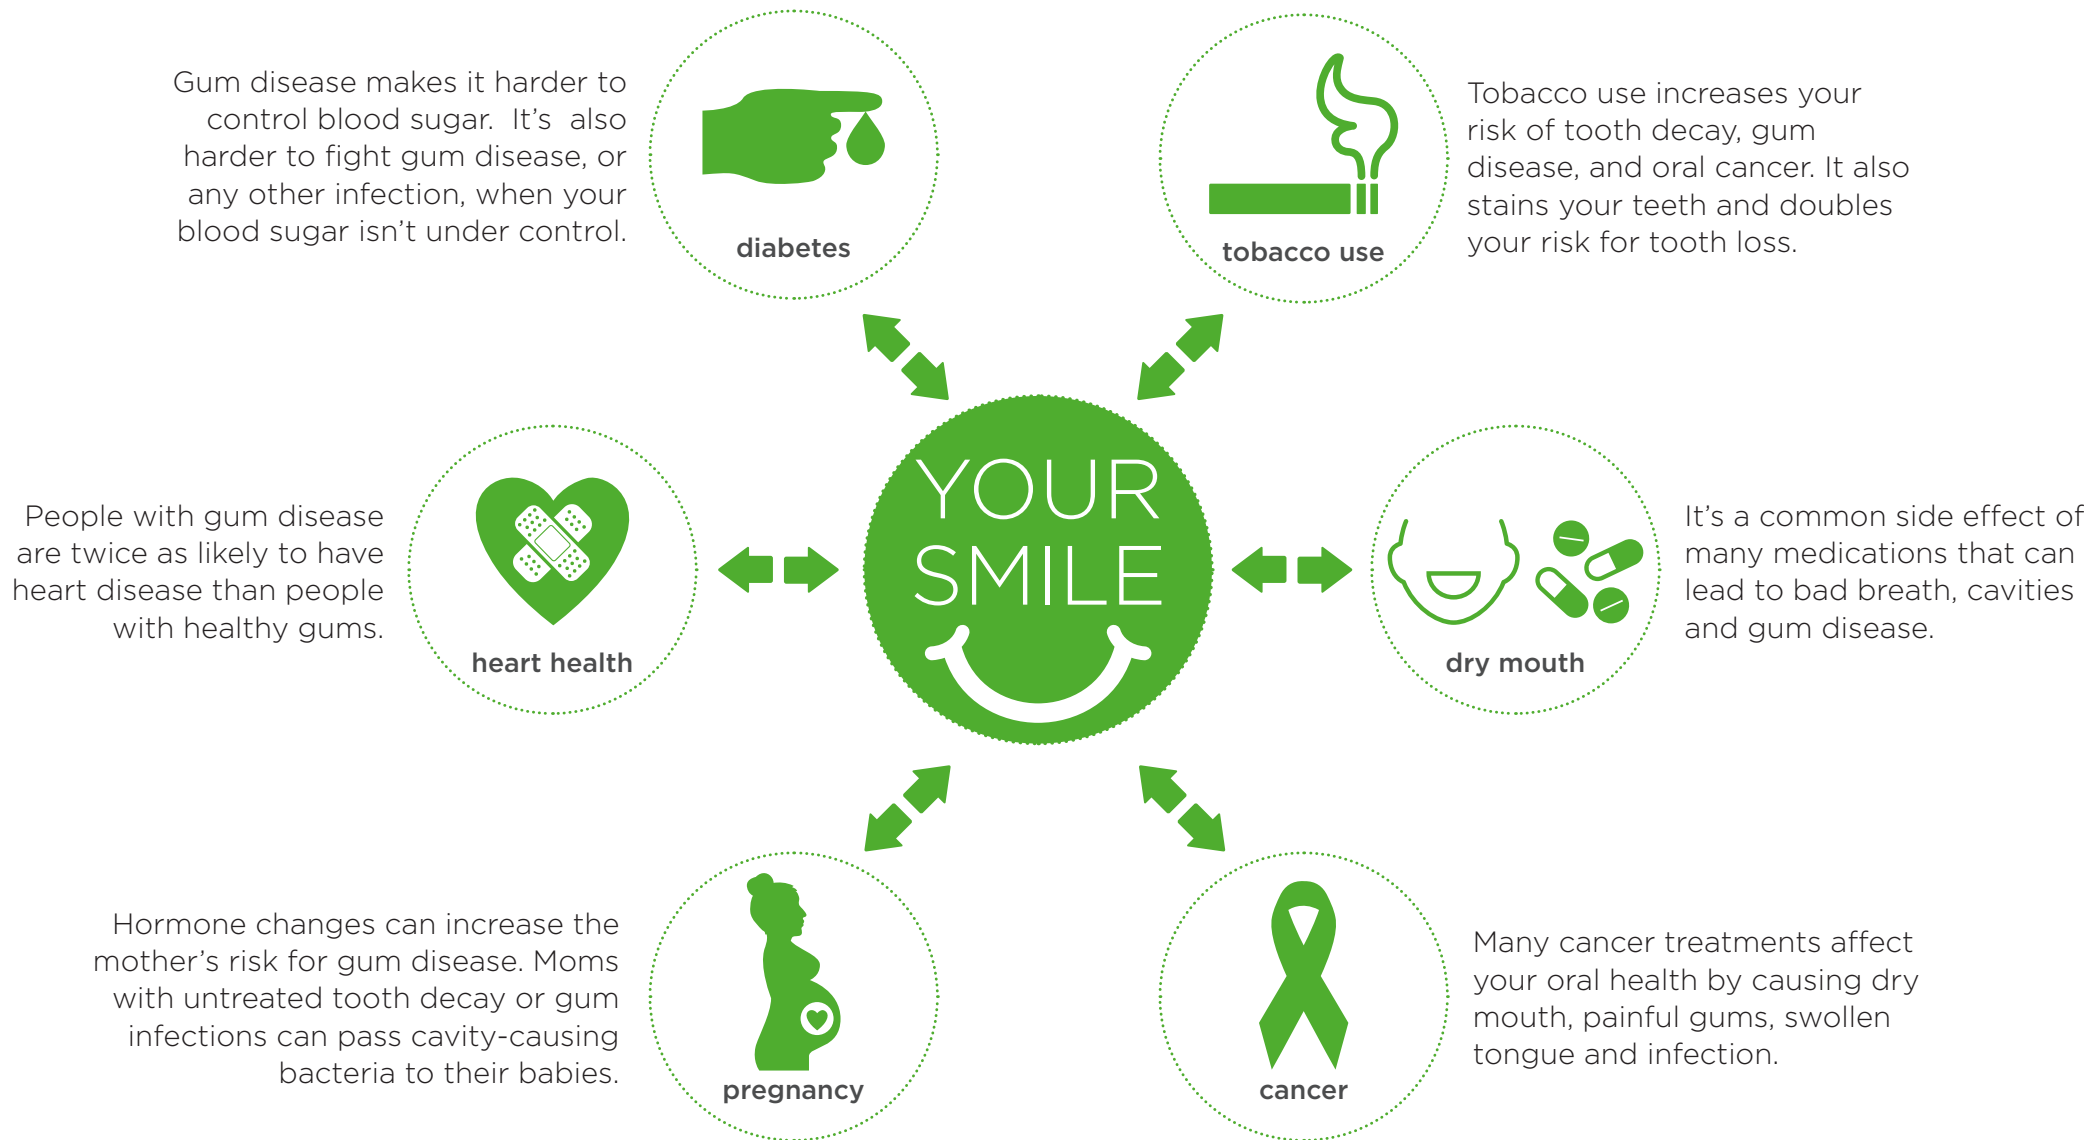 Gum disease makes it harder to
control blood sugar.  It's  also
harder to fight gum disease, or
any other infection, when your
blood sugar isn't under control.
diabetes
tobacco use
Tobacco use increases your
risk of tooth decay, gum
disease, and oral cancer. It also
stains your teeth and doubles
your risk for tooth loss.
People with gum disease
are twice as likely to have
heart disease than people
with healthy gums.
heart health
YOUR
SMILE
dry mouth
It's a common side effect of
many medications that can
lead to bad breath, cavities
and gum disease.
Hormone changes can increase the
mother's risk for gum disease. Moms
with untreated tooth decay or gum
infections can pass cavity-causing
bacteria to their babies.
pregnancy
cancer
Many cancer treatments affect
your oral health by causing dry
mouth, painful gums, swollen
tongue and infection.